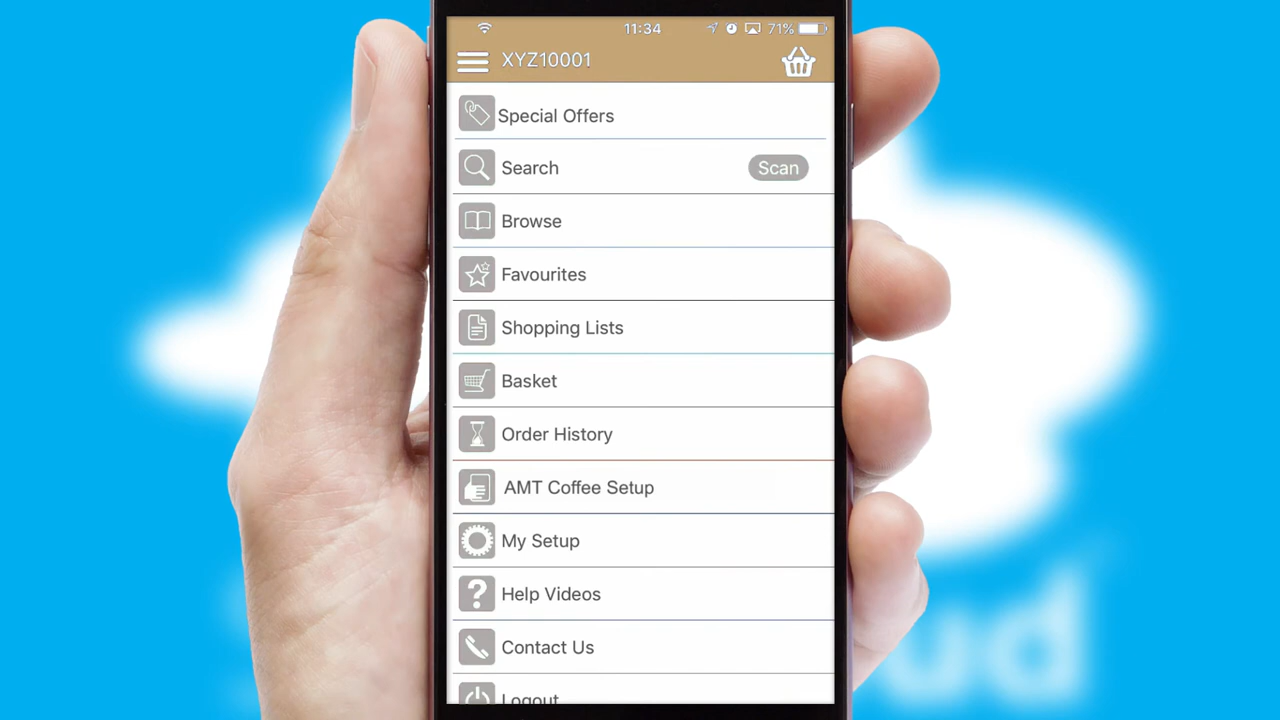 11:34
71%
XYZ10001
Special Offers
Search
Scan
Browse
Favourites
Shopping Lists
Basket
Order History
AMT Coffee Setup
My Setup
Help Videos
Contact Us
Logout